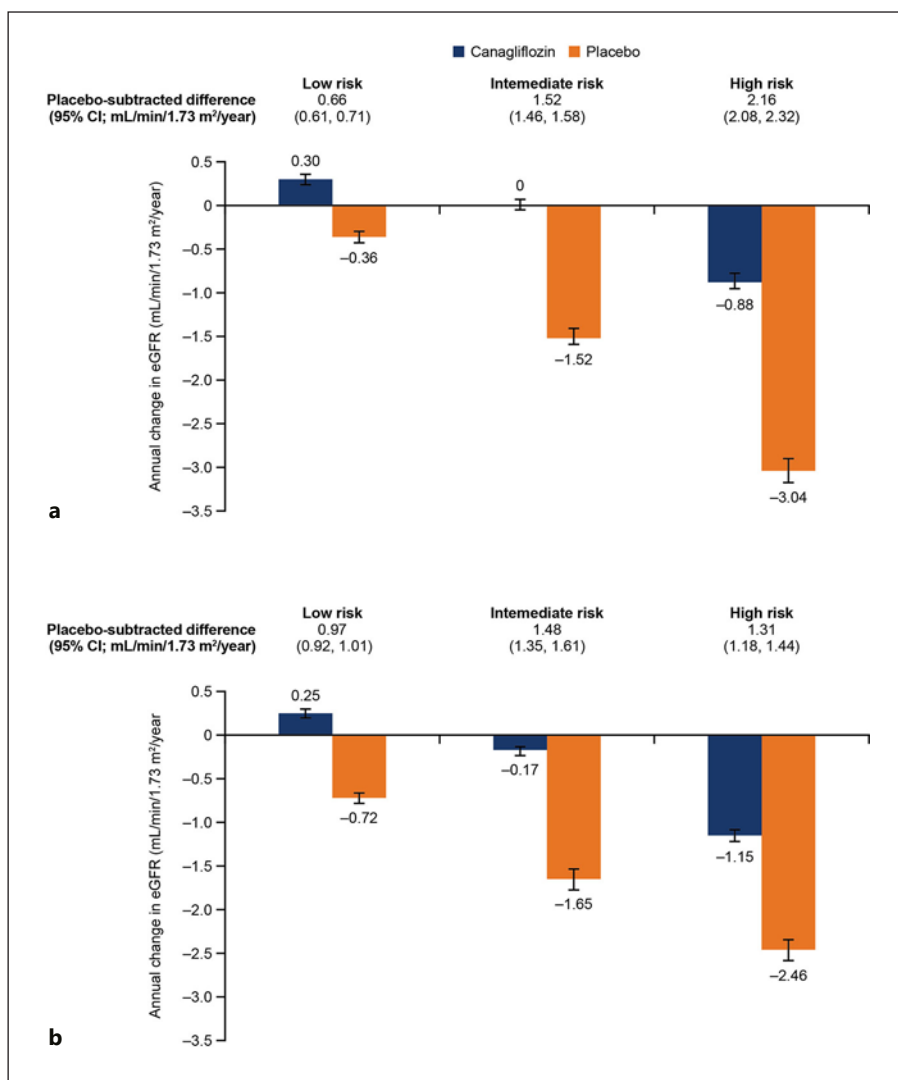 Canagliflozin Placebo
Low risk Intemediate risk High risk
Placebo-subtracted difference 0.66 1.52 2.16
(95% CI; mL/min/1.73 m²/year) (0.61, 0.71) (1.46, 1.58) (2.08, 2.32)
Annual change in eGFR (mL/min/1.73 m²/year)
0.5
0
–0.5
–1.0
–1.5
–2.0
–2.5
–3.0
–3.5
0.30
–0.36
0
–1.52
–0.88
–3.04
a
Low risk Intemediate risk High risk
Placebo-subtracted difference 0.97 1.48 1.31
(95% CI; mL/min/1.73 m²/year) (0.92, 1.01) (1.35, 1.61) (1.18, 1.44)
Annual change in eGFR (mL/min/1.73 m²/year)
0.5
0
–0.5
–1.0
–1.5
–2.0
–2.5
–3.0
–3.5
0.25
–0.72
–0.17
–1.65
–1.15
–2.46
b